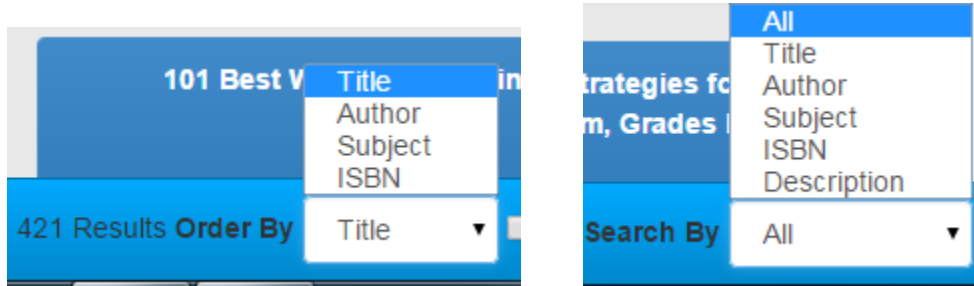 101 Best W
in
Title
Author
Subject
ISBN
421 Results Order By
Title
All
Title
Author
Subject
ISBN
Description
trategies fo
m, Grades
Search By
All